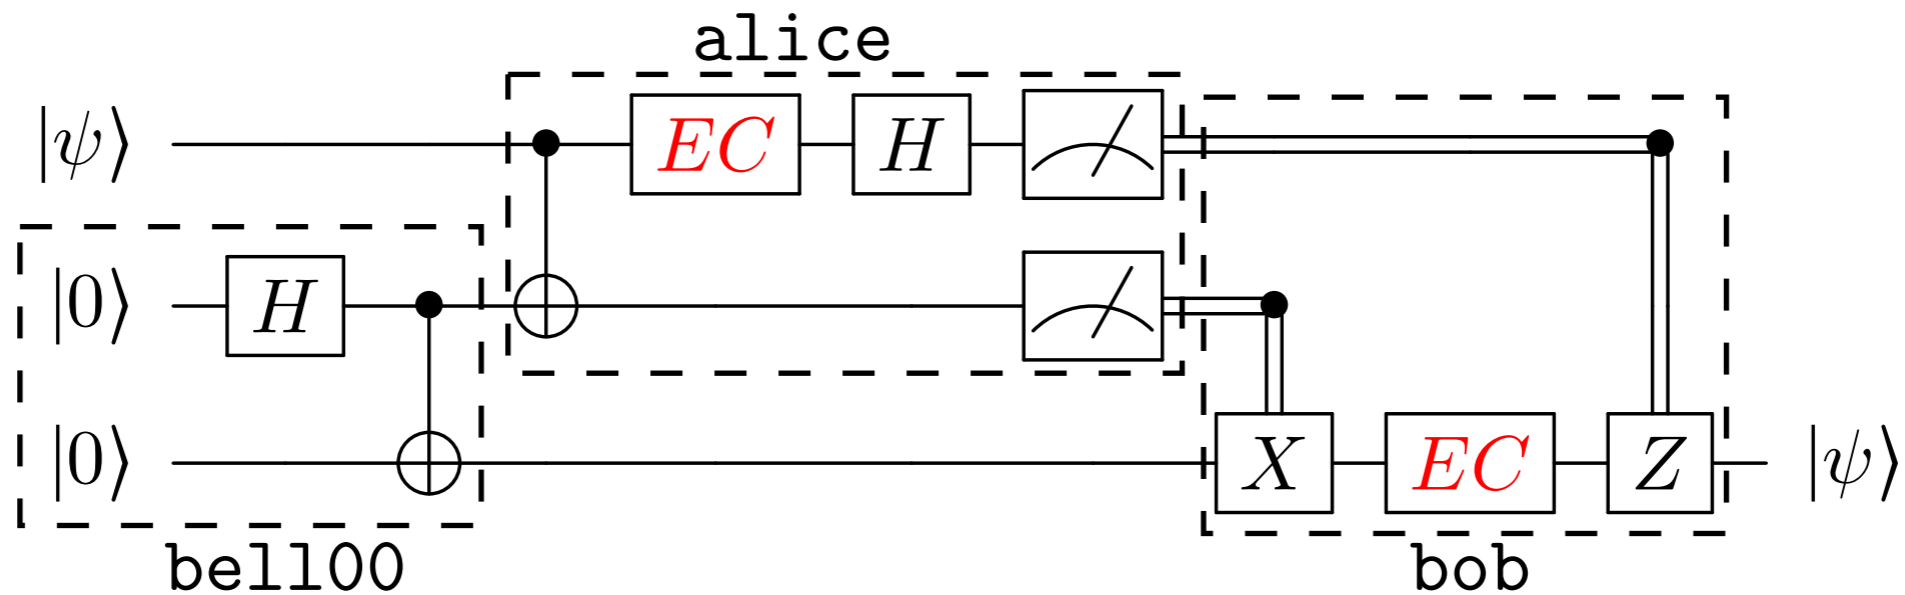 alice
|ψ⟩ EC H
|0⟩ H
|0⟩ X EC Z |ψ⟩
bell00 bob